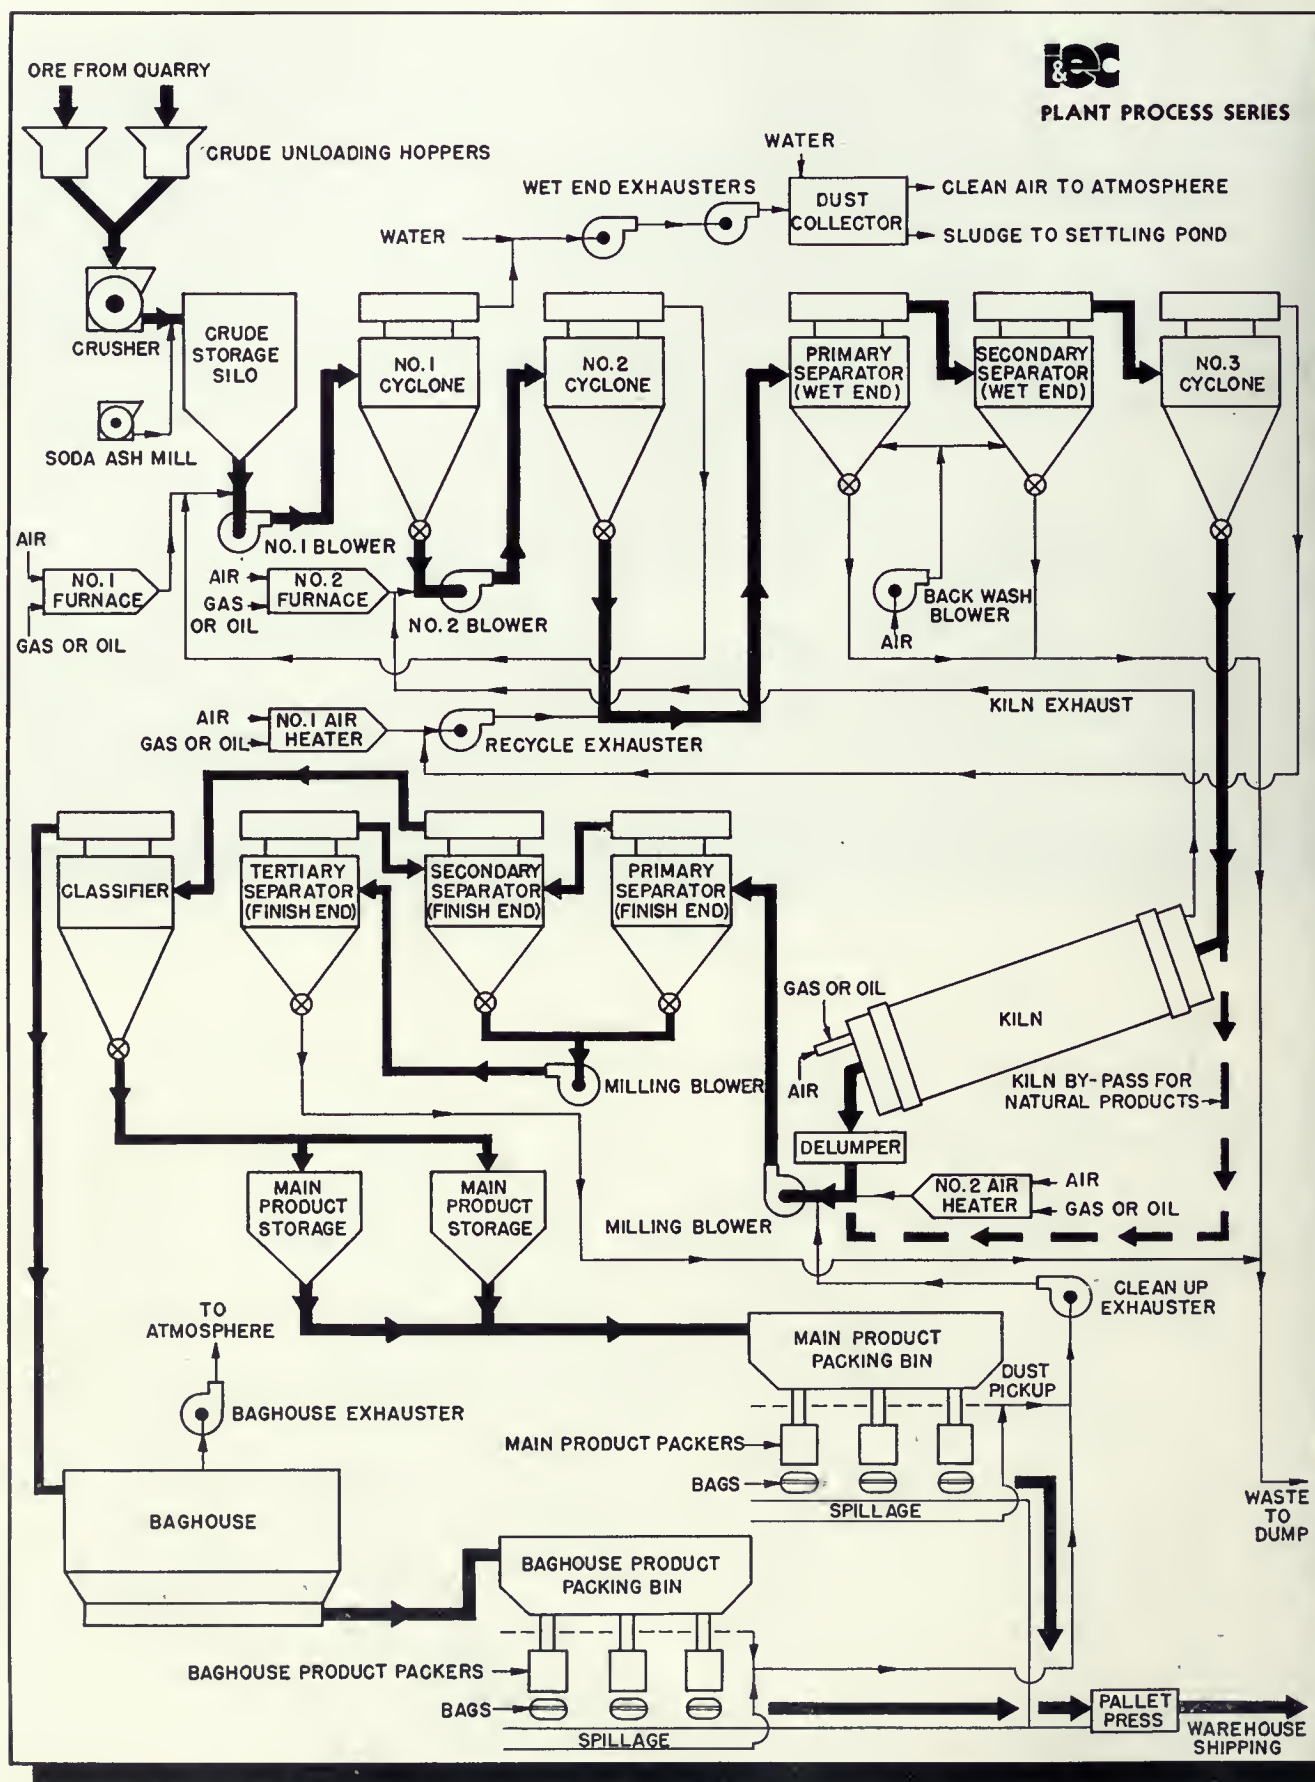 i&ec
PLANT PROCESS SERIES
ORE FROM QUARRY
CRUDE UNLOADING HOPPERS
WATER
WET END EXHAUSTERS
DUST
COLLECTOR
CLEAN AIR TO ATMOSPHERE
SLUDGE TO SETTLING POND
WATER
CRUSHER
CRUDE
STORAGE
SILO
NO.1
CYCLONE
NO.2
CYCLONE
PRIMARY
SEPARATOR
(WET END)
SECONDARY
SEPARATOR
(WET END)
NO.3
CYCLONE
SODA ASH MILL
NO.1 BLOWER
AIR
NO.1
FURNACE
GAS OR OIL
AIR
GAS
OR OIL
NO.2
FURNACE
NO.2 BLOWER
BACK WASH
BLOWER
AIR
KILN EXHAUST
AIR
GAS OR OIL
NO.1 AIR
HEATER
RECYCLE EXHAUSTER
CLASSIFIER
TERTIARY
SEPARATOR
(FINISH END)
SECONDARY
SEPARATOR
(FINISH END)
PRIMARY
SEPARATOR
(FINISH END)
GAS OR OIL
AIR
KILN
MILLING BLOWER
KILN BY-PASS FOR
NATURAL PRODUCTS
DELUMPER
MAIN
PRODUCT
STORAGE
MAIN
PRODUCT
STORAGE
NO.2 AIR
HEATER
AIR
GAS OR OIL
MILLING BLOWER
CLEAN UP
EXHAUSTER
TO
ATMOSPHERE
MAIN PRODUCT
PACKING BIN
DUST
PICKUP
BAGHOUSE EXHAUSTER
MAIN PRODUCT PACKERS
BAGS
SPILLAGE
WASTE
TO
DUMP
BAGHOUSE
BAGHOUSE PRODUCT
PACKING BIN
BAGHOUSE PRODUCT PACKERS
BAGS
SPILLAGE
PALLET
PRESS
WAREHOUSE
SHIPPING